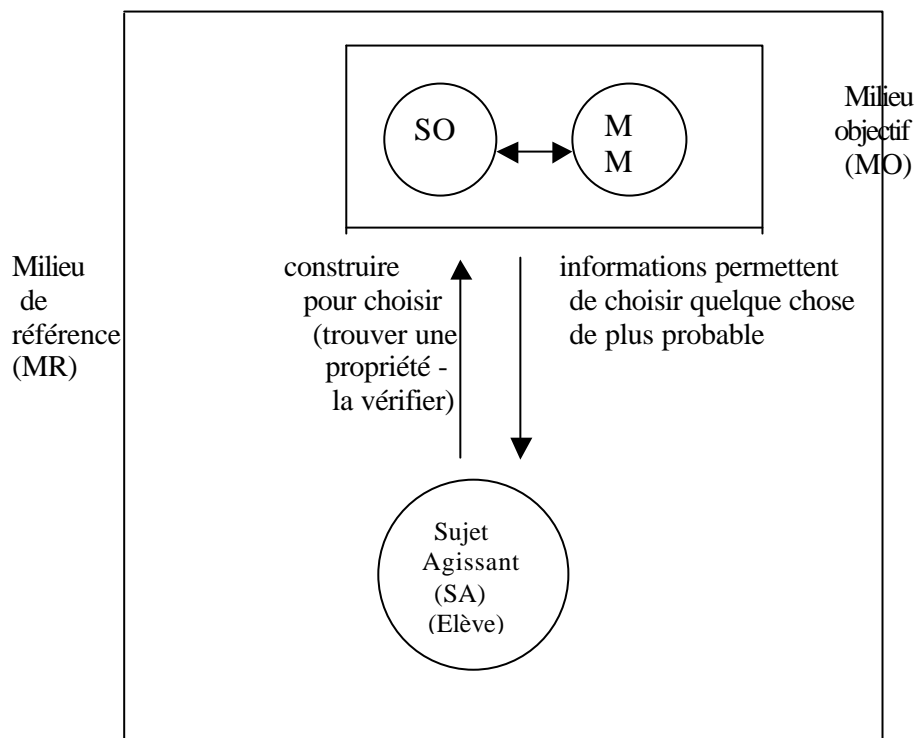 SO
M
M
Milieu
objectif
(MO)
Milieu
de
référence
(MR)
construire
pour choisir
(trouver une
propriété -
la vérifier)
informations permettent
de choisir quelque chose
de plus probable
Sujet
Agissant
(SA)
(Elève)